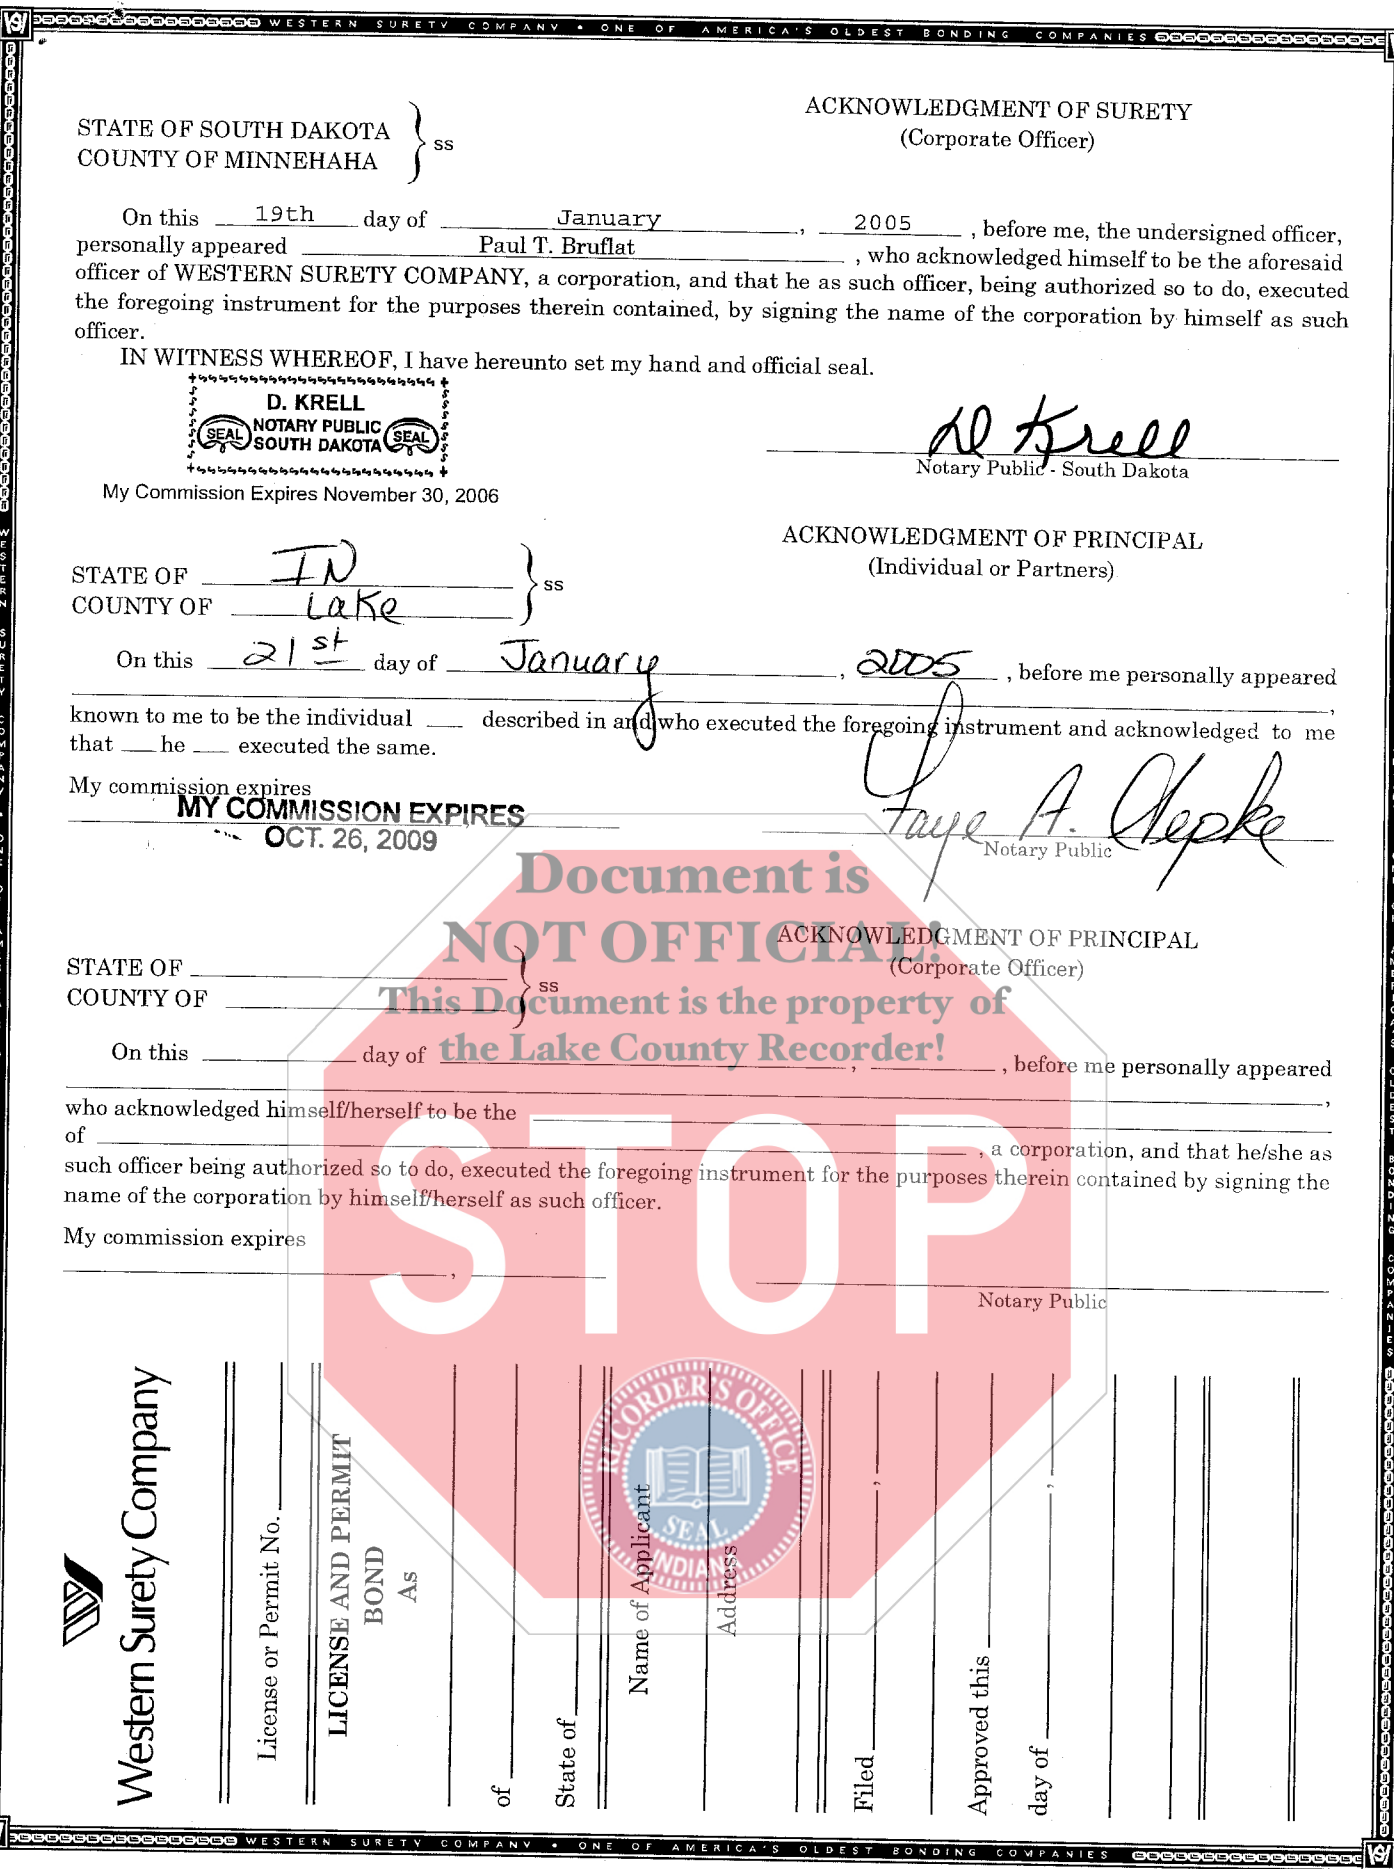 WESTERN SURETY COMPANY • ONE OF AMERICA'S OLDEST BONDING COMPANIES
ACKNOWLEDGMENT OF SURETY
(Corporate Officer)
STATE OF SOUTH DAKOTA
COUNTY OF MINNEHAHA
ss
On this 19th day of January, 2005, before me, the undersigned officer,
personally appeared Paul T. Bruflat, who acknowledged himself to be the aforesaid
officer of WESTERN SURETY COMPANY, a corporation, and that he as such officer, being authorized so to do, executed
the foregoing instrument for the purposes therein contained, by signing the name of the corporation by himself as such
officer.
IN WITNESS WHEREOF, I have hereunto set my hand and official seal.
D. KRELL
SEAL NOTARY PUBLIC SEAL
SOUTH DAKOTA
D Krell
Notary Public - South Dakota
My Commission Expires November 30, 2006
ACKNOWLEDGMENT OF PRINCIPAL
(Individual or Partners)
STATE OF IN
COUNTY OF Lake
ss
On this 21st day of January, 2005, before me personally appeared
,
known to me to be the individual ___ described in and who executed the foregoing instrument and acknowledged to me
that ___ he ___ executed the same.
My commission expires
MY COMMISSION EXPIRES
OCT. 26, 2009
Faye A.
Notary Public
Document is
NOT OFFICIAL!
This Document is the property of
the Lake County Recorder!
STOP
ACKNOWLEDGMENT OF PRINCIPAL
(Corporate Officer)
STATE OF
COUNTY OF
ss
On this ___ day of ___, ___, before me personally appeared
,
who acknowledged himself/herself to be the
of ___, a corporation, and that he/she as
such officer being authorized so to do, executed the foregoing instrument for the purposes therein contained by signing the
name of the corporation by himself/herself as such officer.
My commission expires
,
Notary Public
Western Surety Company
License or Permit No.
LICENSE AND PERMIT
BOND
As
of
State of
RECORDER'S OFFICE
SEAL
INDIANA
Name of Applicant
Address
Filed ,
Approved this
day of ,
WESTERN SURETY COMPANY • ONE OF AMERICA'S OLDEST BONDING COMPANIES